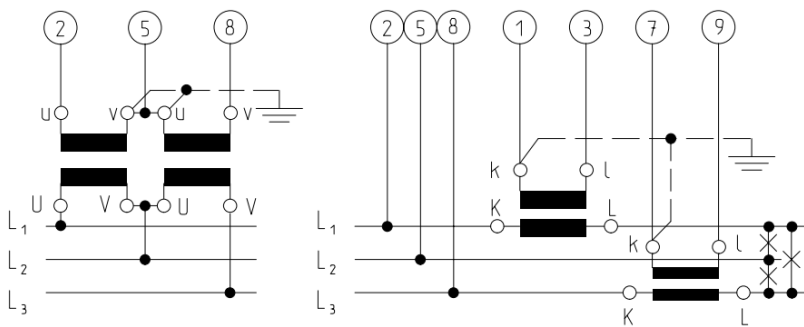 2 5 8 2 5 8 1 3 7 9
u v u v
k l
U V U V K L
L1 L1
k l
L2 L2
L3 L3
K L